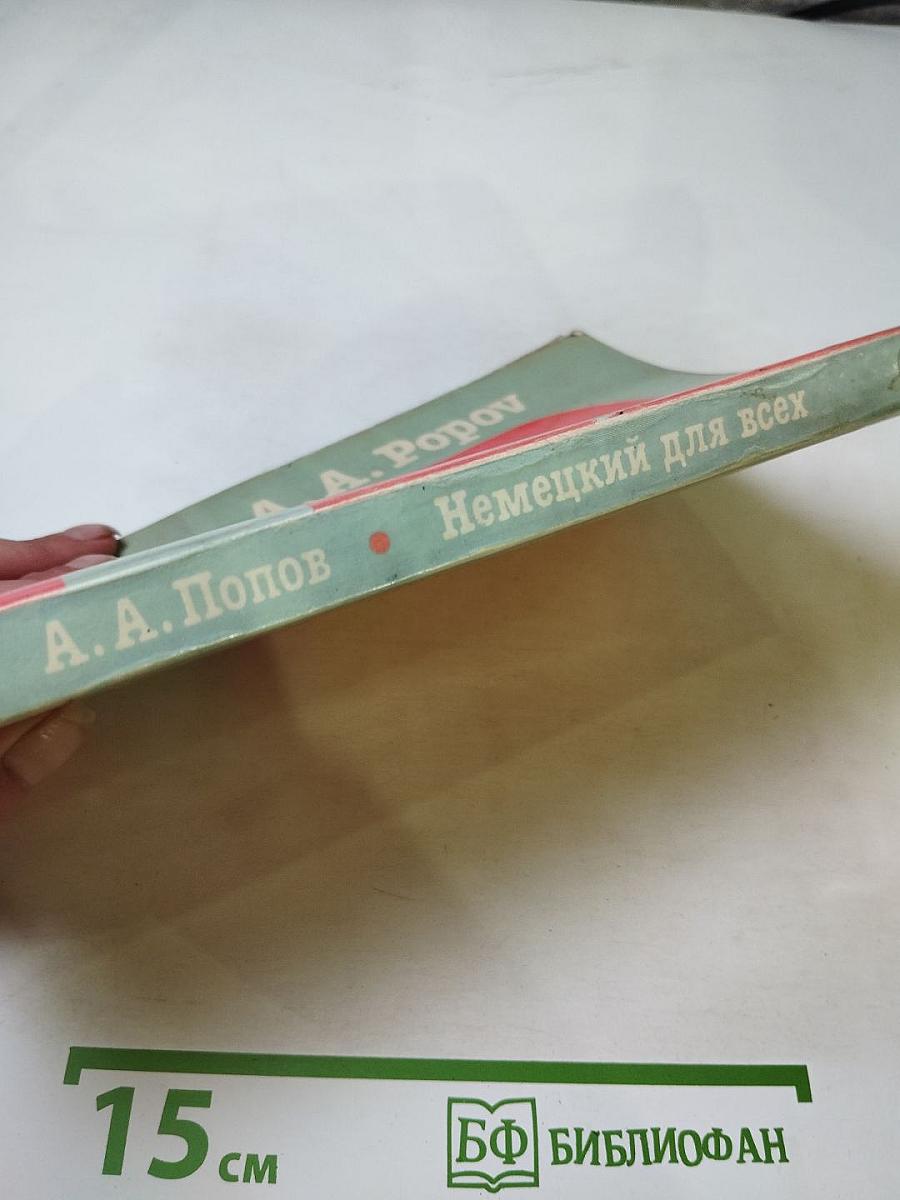 A. A. Popov
А. А. Попов • Немецкий для всех
15 см
БФ БИБЛИОФАН